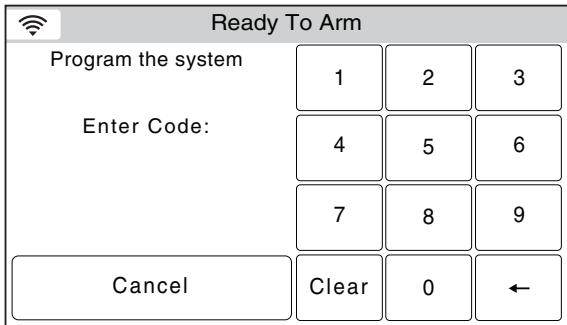 Ready To Arm
Program the system
Enter Code:
1 2 3
4 5 6
7 8 9
Cancel Clear 0 ←